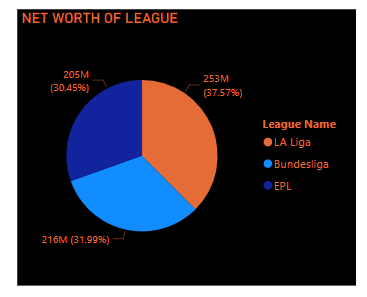 NET WORTH OF LEAGUE
205M
(30.45%)
253M
(37.57%)
League Name
LA Liga
Bundesliga
EPL
216M (31.99%)